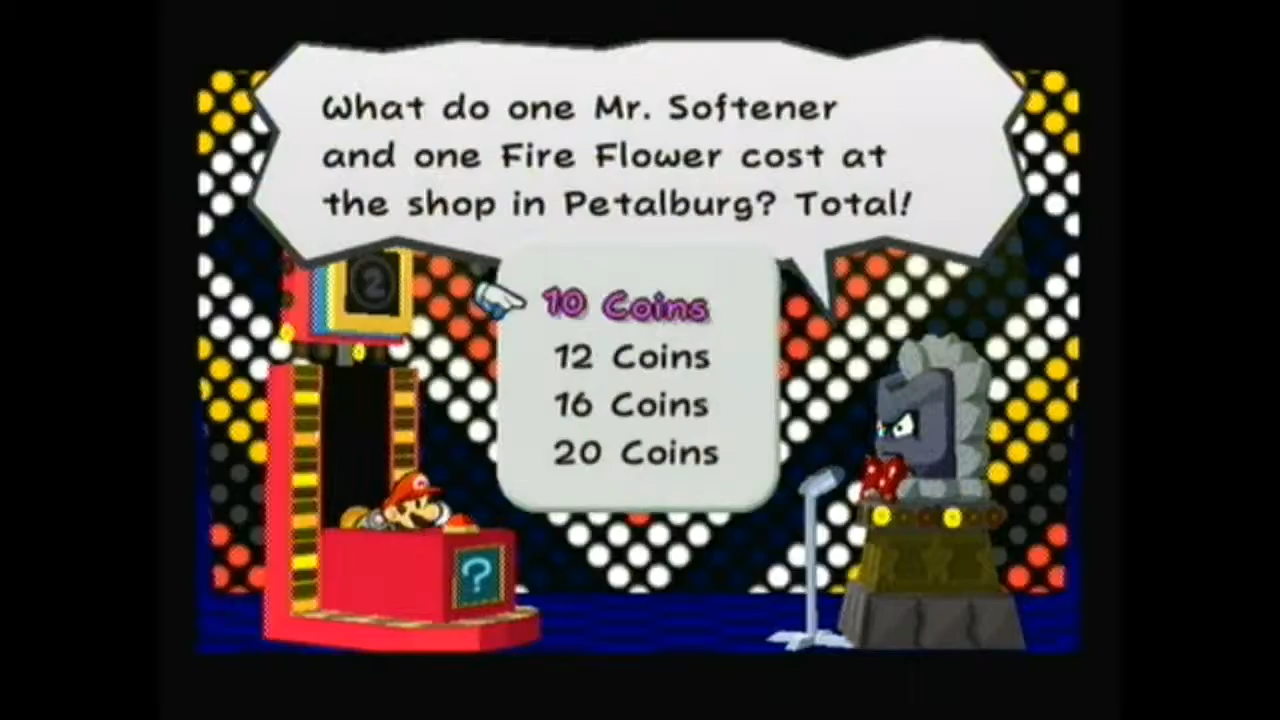 What do one Mr. Softener
and one Fire Flower cost at
the shop in Petalburg? Total!
2
10 Coins
12 Coins
16 Coins
20 Coins
?